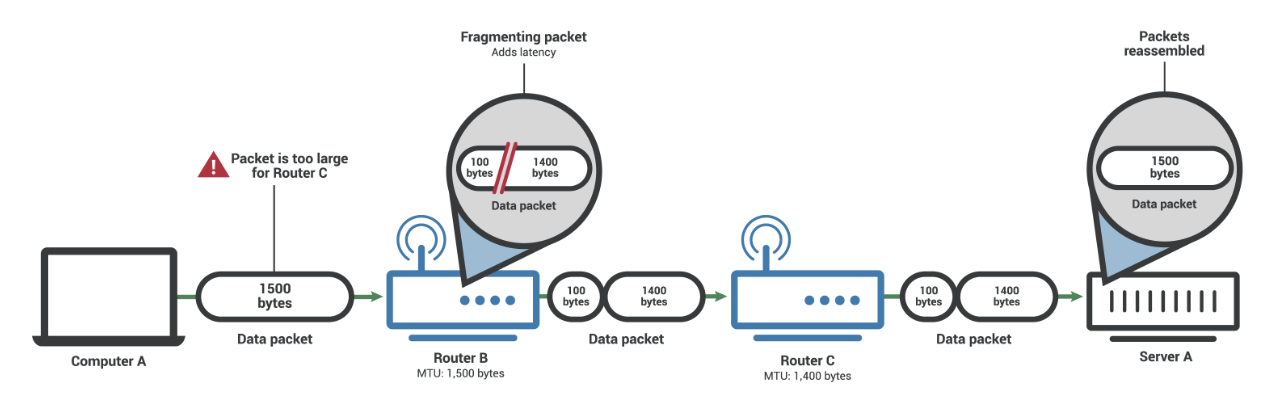 Fragmenting packet
Adds latency
Packets
reassembled
Packet is too large
for Router C
100
bytes
1400
bytes
Data packet
1500
bytes
Data packet
1500
bytes
Data packet
100
bytes
1400
bytes
Data packet
100
bytes
1400
bytes
Data packet
Computer A
Router B
MTU: 1,500 bytes
Router C
MTU: 1,400 bytes
Server A